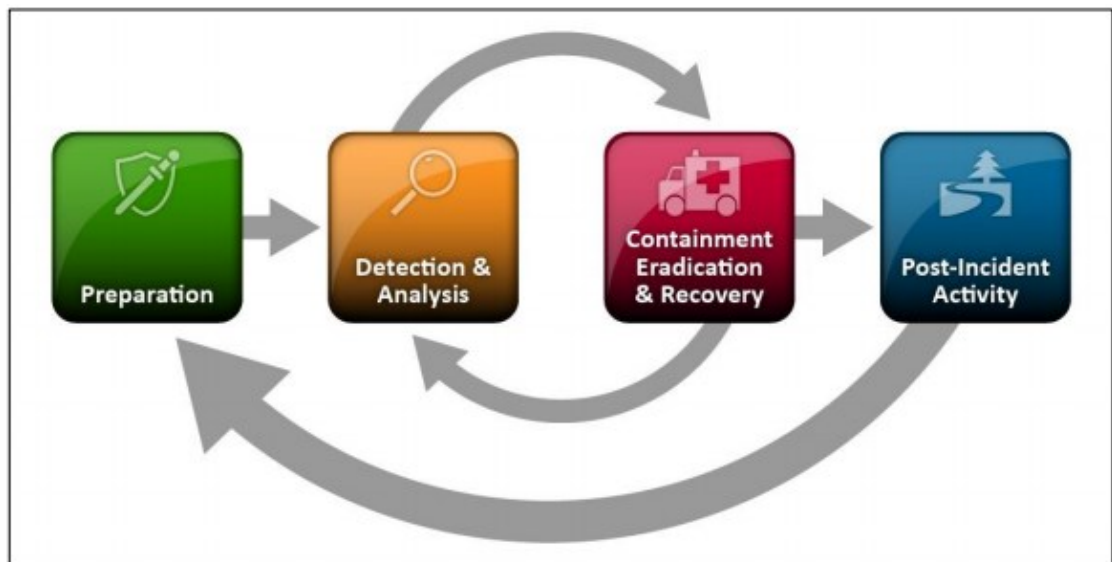 Preparation
Detection &
Analysis
Containment
Eradication
& Recovery
Post-Incident
Activity